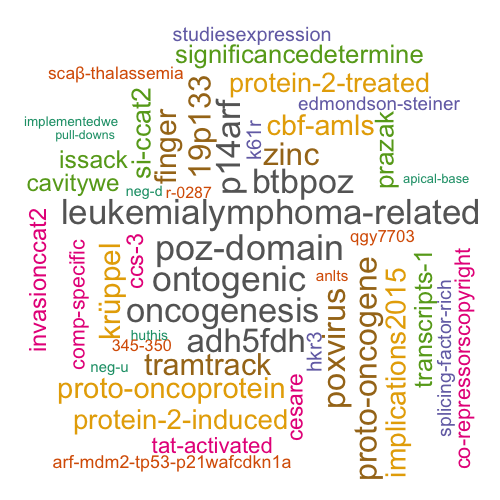 studiesexpression
significancedetermine
scaβ-thalassemia
protein-2-treated
edmondson-steiner
implementedwe
pull-downs
si-ccat2
finger
19p133
p14arf
k61r
cbf-amls
zinc
prazak
issack
cavitywe
neg-d
r-0287
btbpoz
apical-base
leukemialymphoma-related
invasionccat2
comp-specific
ccs-3
krüppel
poz-domain
qgy7703
ontogenic
anlts
oncogenesis
huthis
345-350
adh5fdh
hkr3
poxvirus
proto-oncogene
implications2015
transcripts-1
splicing-factor-rich
co-repressorscopyright
neg-u
tramtrack
proto-oncoprotein
cesare
protein-2-induced
tat-activated
arf-mdm2-tp53-p21wafcdkn1a